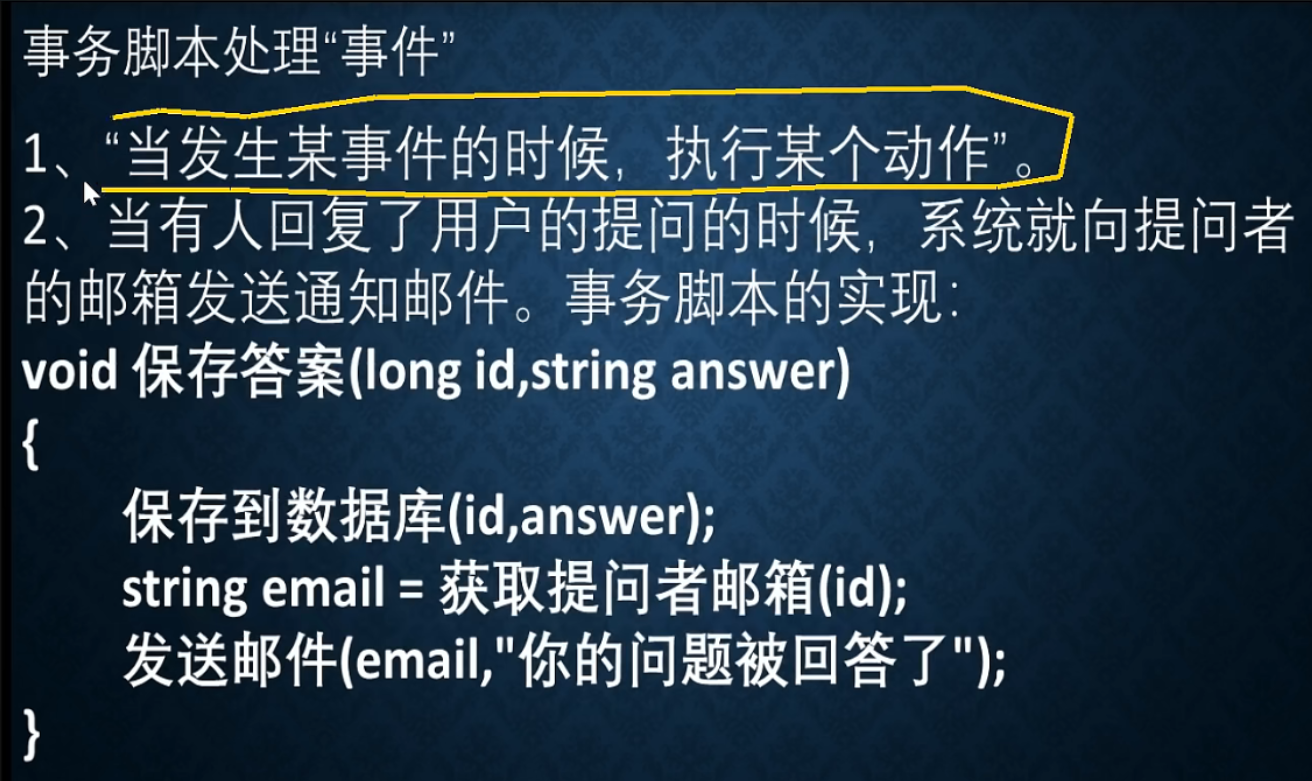 事务脚本处理“事件”
1、“当发生某事件的时候，执行某个动作”。
2、当有人回复了用户的提问的时候，系统就向提问者
的邮箱发送通知邮件。事务脚本的实现：
void 保存答案(long id,string answer)
{
保存到数据库(id,answer);
string email = 获取提问者邮箱(id);
发送邮件(email,"你的问题被回答了");
}